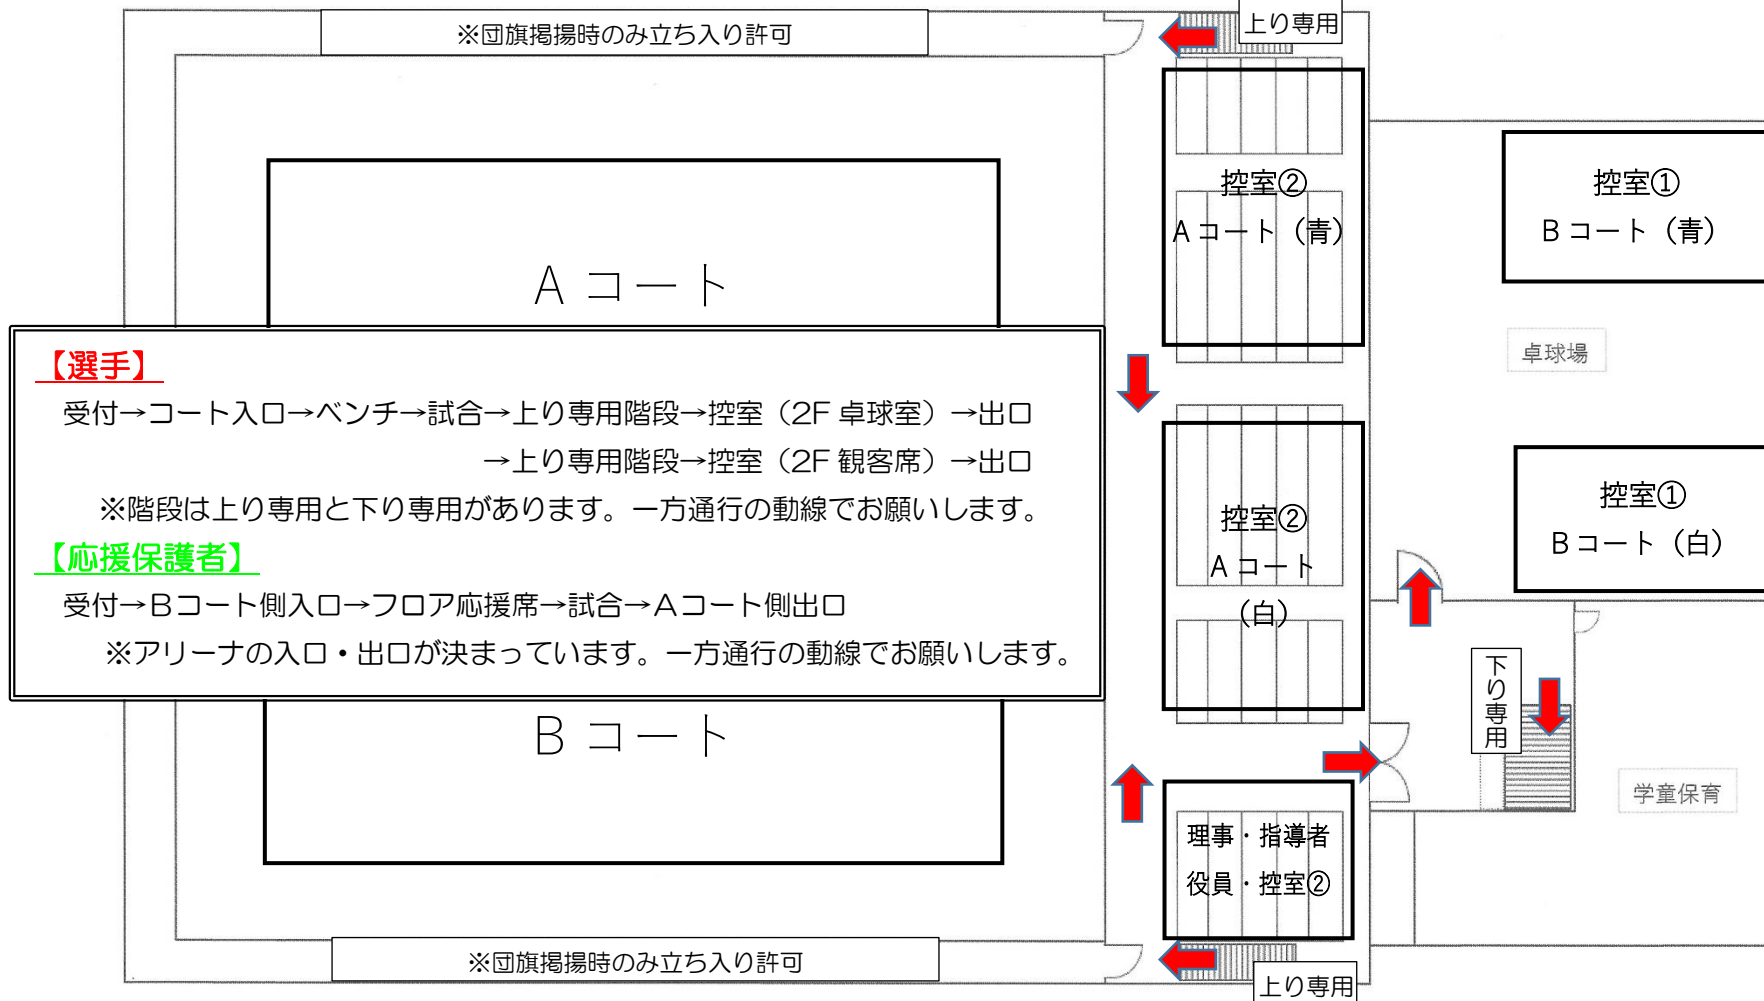 ※団旗掲揚時のみ立ち入り許可
上り専用
控室②
Aコート（青）
控室①
Bコート（青）
Aコート
卓球場
【選手】
受付→コート入口→ベンチ→試合→上り専用階段→控室（2F卓球室）→出口
→上り専用階段→控室（2F観客席）→出口
※階段は上り専用と下り専用があります。一方通行の動線でお願いします。
【応援保護者】
受付→Bコート側入口→フロア応援席→試合→Aコート側出口
※アリーナの入口・出口が決まっています。一方通行の動線でお願いします。
控室②
Aコート
（白）
控室①
Bコート（白）
下り専用
Bコート
学童保育
理事・指導者
役員・控室②
※団旗掲揚時のみ立ち入り許可
上り専用